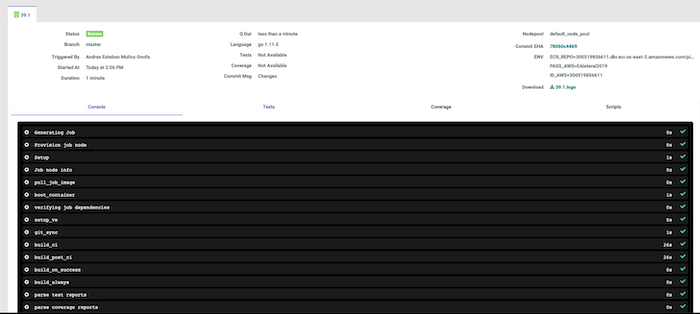 39.1
Status Success
Branch master
Triggered By Andres Esteban Muñoz Osofa
Started At Today at 2:56 PM
Duration 1 minute
Q Dur less than a minute
Language go 1.11.5
Tests Not Available
Coverage Not Available
Commit Msg Changes
Nodepool default_node_pool
Commit SHA 78060c4469
ENV ECR_REPO=300519856611.dkr.ecr.us-east-2.amazonaws.com/pi...
PASS_AWS=EAlateral2019
ID_AWS=300519856611
Download 39.1.logs
Console Tests Coverage Scripts
Generating Job 0s
Provision job node 0s
Setup 1s
Job node info 0s
pull_job_image 0s
boot_container 1s
verifying job dependencies 0s
setup_ve 0s
git_sync 1s
build_ci 26s
build_post_ci 26s
build_on_success 0s
build_always 0s
parse test reports 0s
parse coverage reports 0s